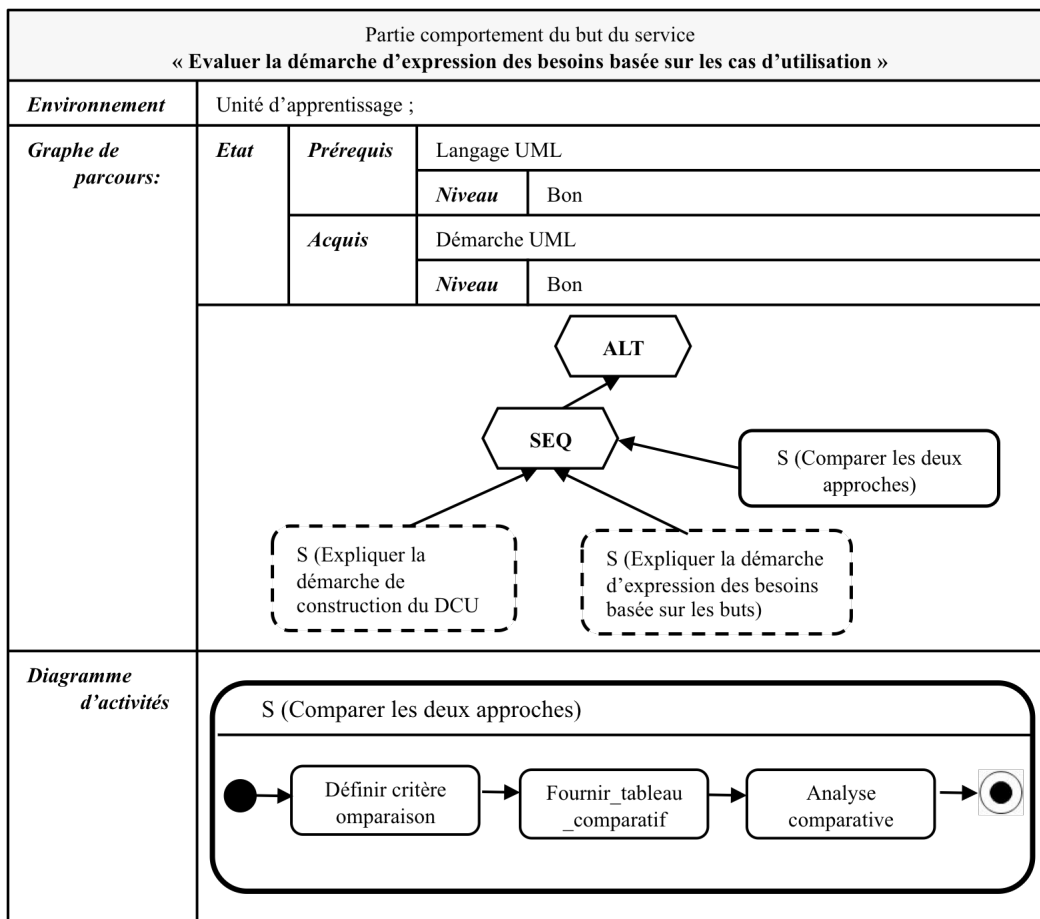 Partie comportement du but du service
« Evaluer la démarche d’expression des besoins basée sur les cas d’utilisation »
Environnement
Unité d’apprentissage ;
Graphe de
parcours:
Etat
Prérequis
Langage UML
Niveau
Bon
Acquis
Démarche UML
Niveau
Bon
ALT
SEQ
S (Comparer les deux
approches)
S (Expliquer la
démarche de
construction du DCU
S (Expliquer la démarche
d’expression des besoins
basée sur les buts)
Diagramme
d’activités
S (Comparer les deux approches)
Définir critère
omparaison
Fournir_tableau
_comparatif
Analyse
comparative